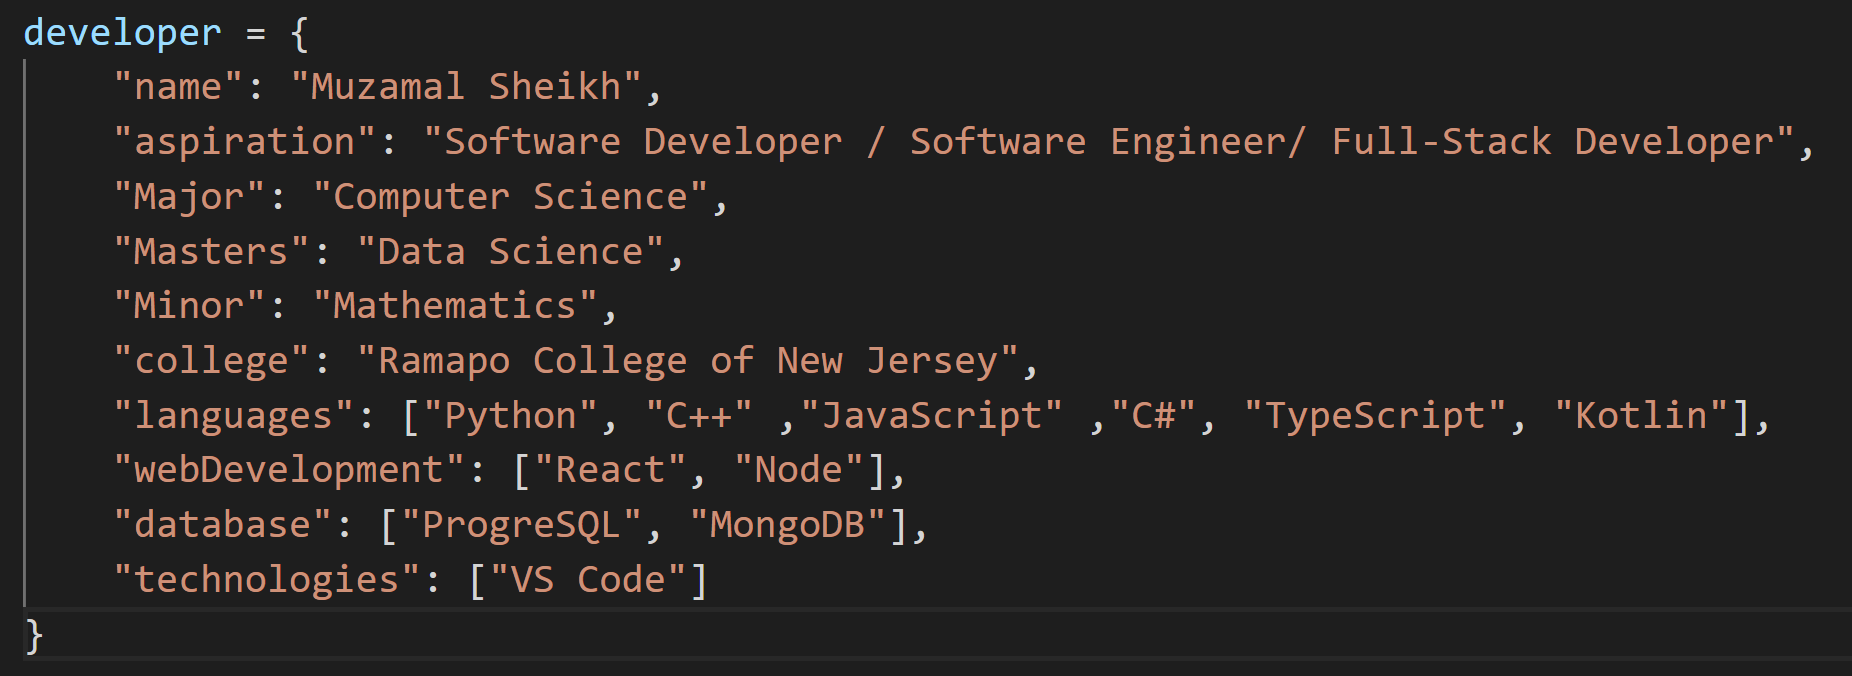 developer = {
    "name": "Muzamal Sheikh",
    "aspiration": "Software Developer / Software Engineer/ Full-Stack Developer",
    "Major": "Computer Science",
    "Masters": "Data Science",
    "Minor": "Mathematics",
    "college": "Ramapo College of New Jersey",
    "languages": ["Python", "C++" ,"JavaScript" ,"C#", "TypeScript", "Kotlin"],
    "webDevelopment": ["React", "Node"],
    "database": ["ProgreSQL", "MongoDB"],
    "technologies": ["VS Code"]
}